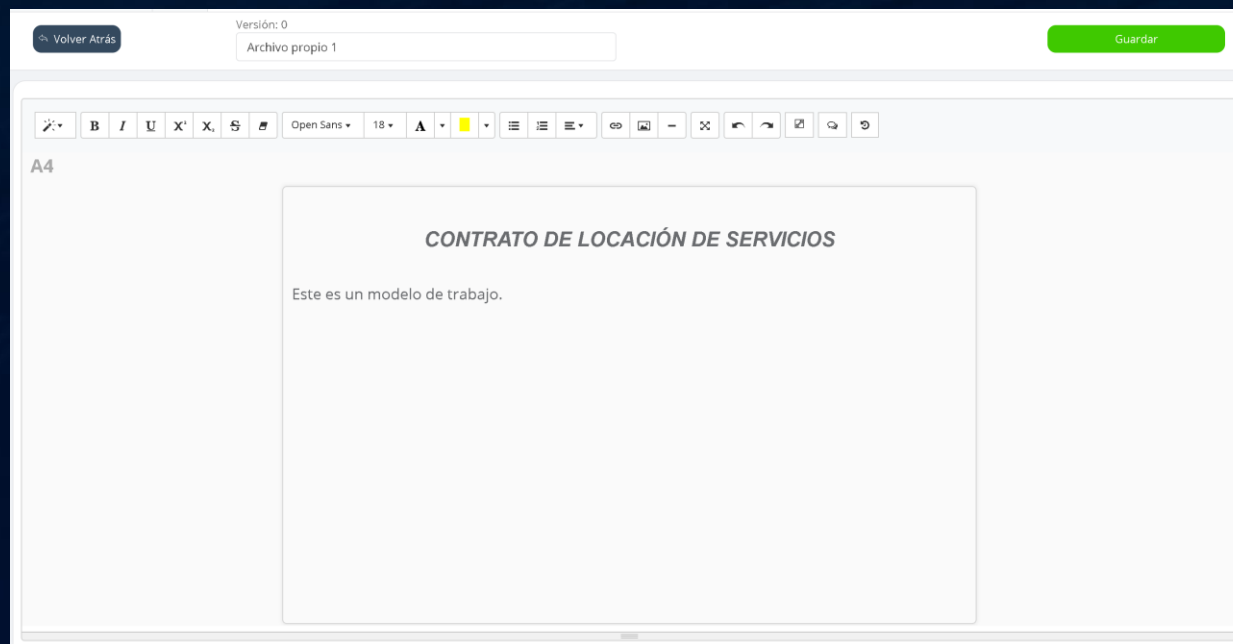 Versión: 0
Volver Atrás
Archivo propio 1
Guardar
B I U X¹ X, S Open Sans 18 A
A4
CONTRATO DE LOCACIÓN DE SERVICIOS
Este es un modelo de trabajo.